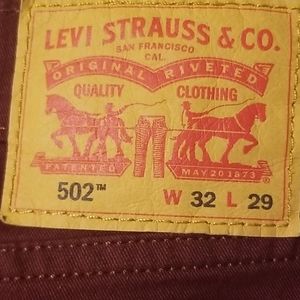 LEVI STRAUSS & CO.
SAN FRANCISCO
CAL.
ORIGINAL RIVETED
QUALITY CLOTHING
PATENTED MAY 20 1873
502™ W 32 L 29